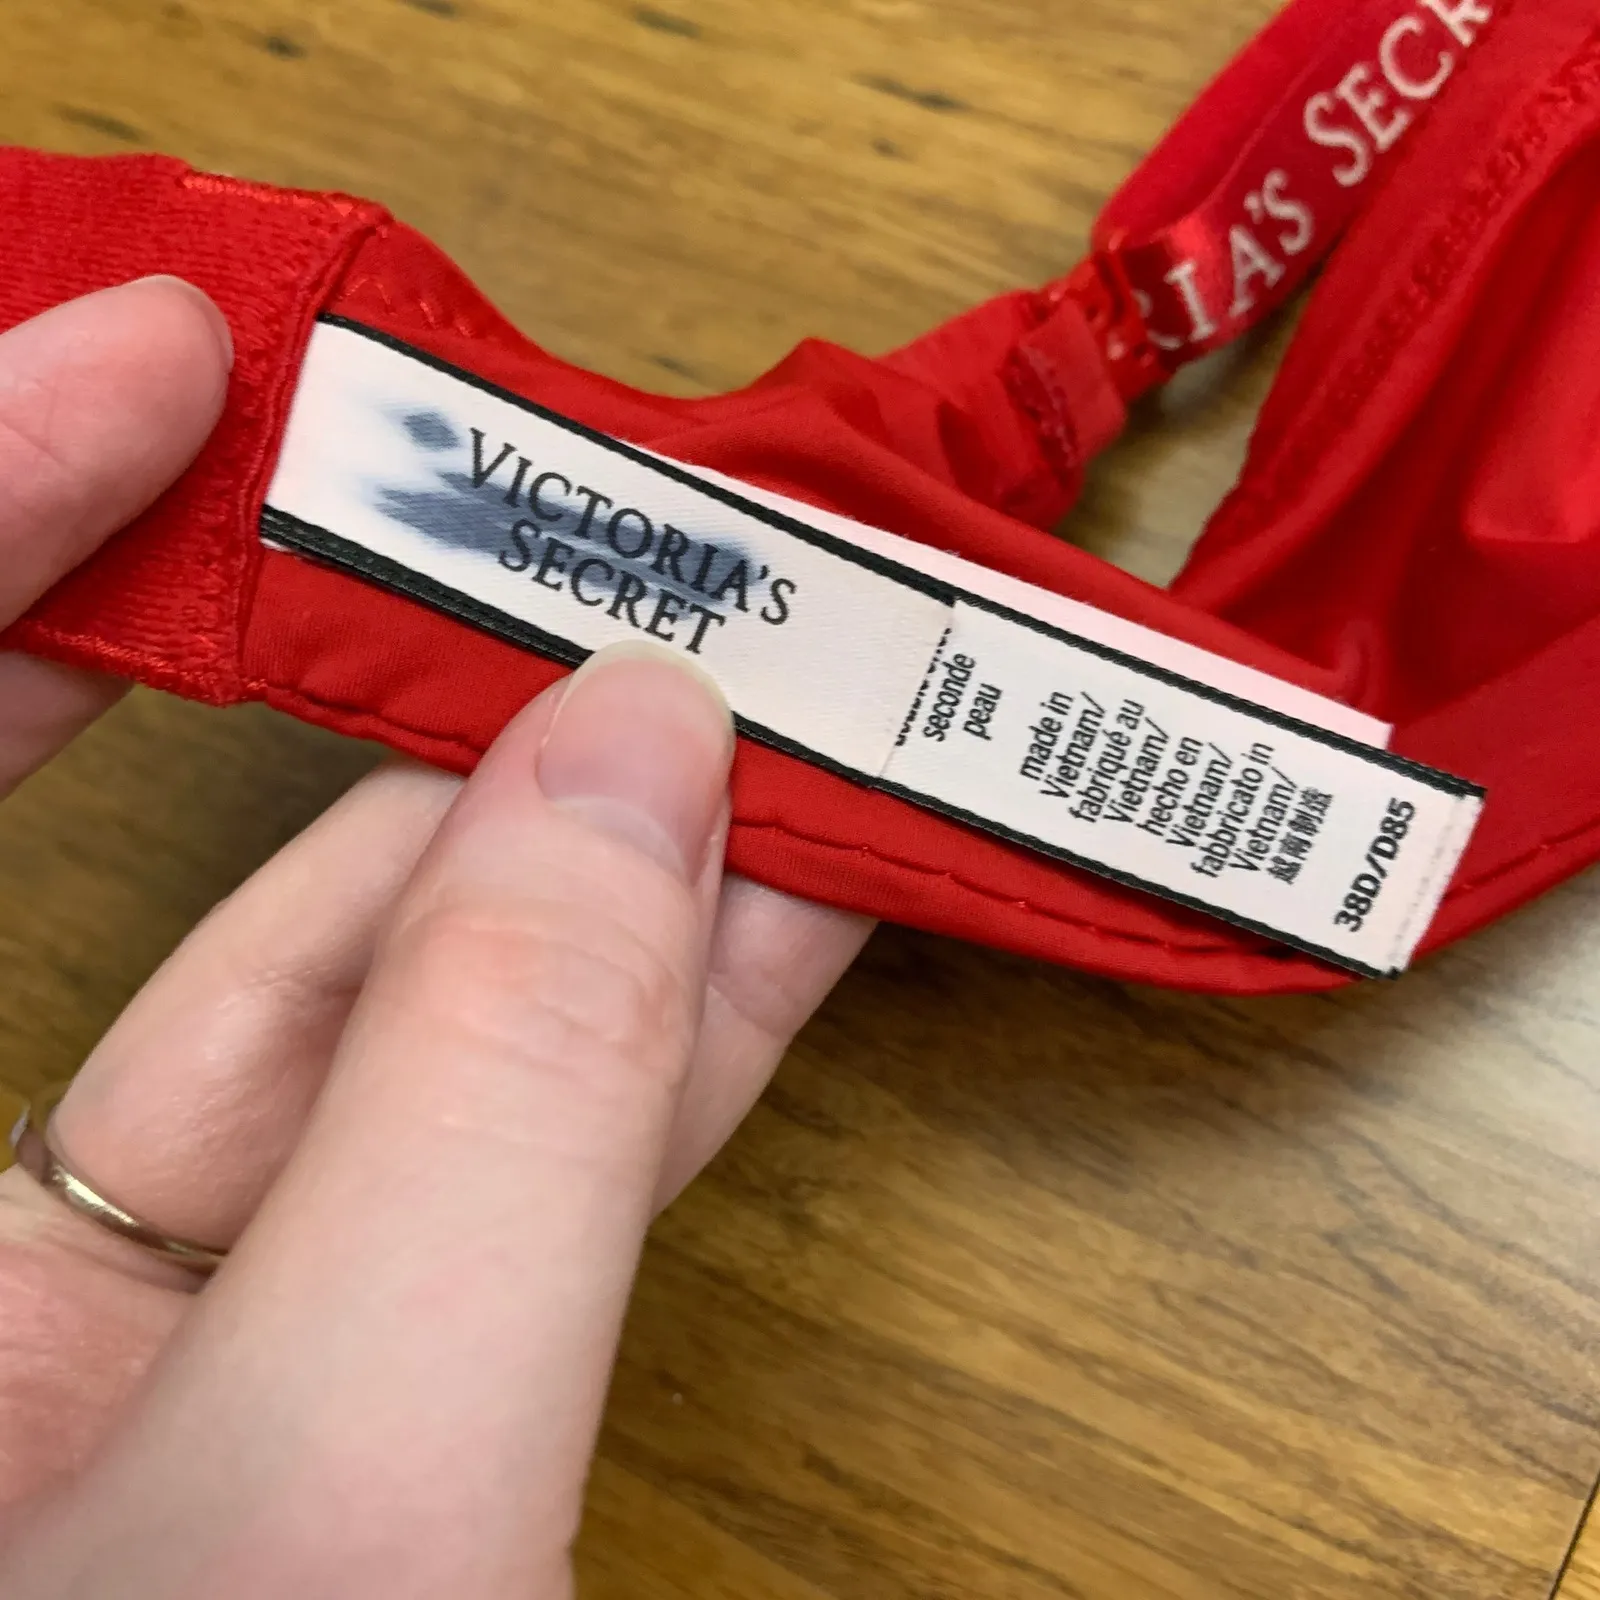 VICTORIA'S
SECRET
seconde
peau
made in
Vietnam/
fabriqué au
Vietnam/
hecho en
Vietnam/
fabbricato in
Vietnam/
越南制造
38D/D85
RIA'S SECR